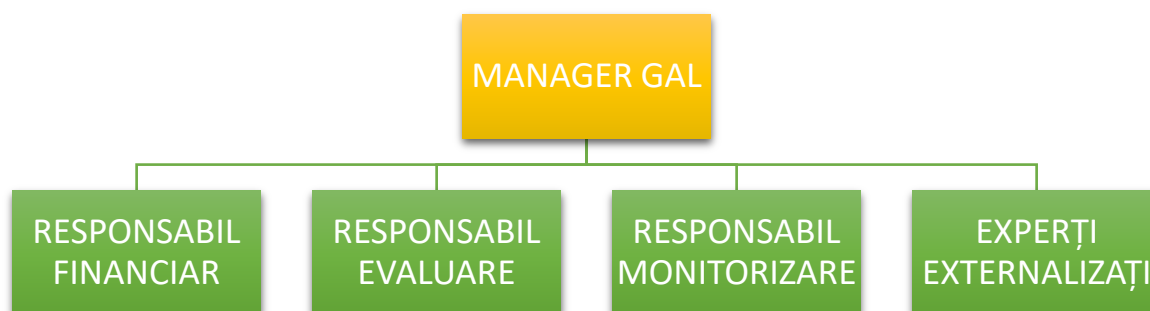 MANAGER GAL
RESPONSABIL
FINANCIAR
RESPONSABIL
EVALUARE
RESPONSABIL
MONITORIZARE
EXPERȚI
EXTERNALIZAȚI